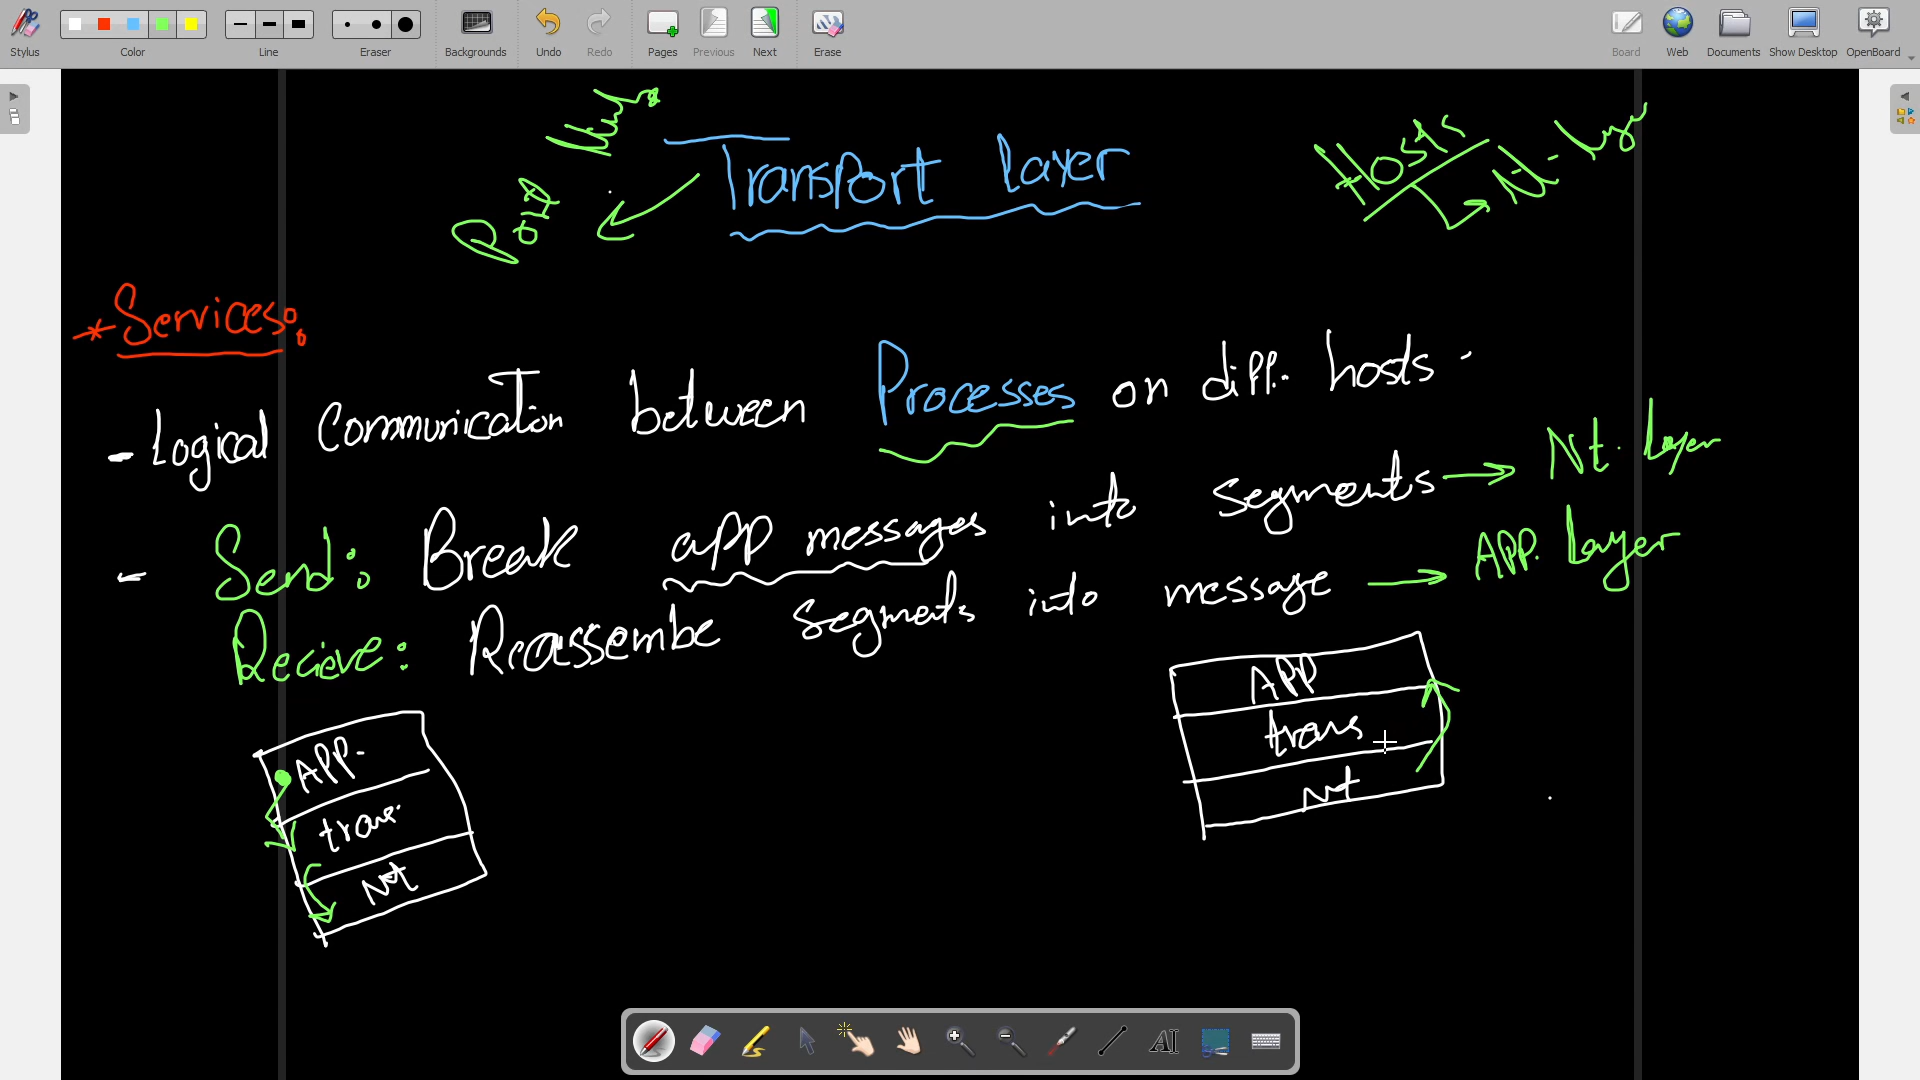 Stylus
Color
Line
Eraser
Backgrounds
Undo
Redo
Pages
Previous
Next
Erase
Board
Web
Documents
Show Desktop
OpenBoard
Port
Transport Layer
Hosts
Nt- layer
*Services:
- Logical Communication between Processes on diff. hosts.
- Send: Break app messages into segments → Nt. layer
Recieve: Reassembe segments into message → App. Layer
APP.
Nt
APP
trans
Nt
AI